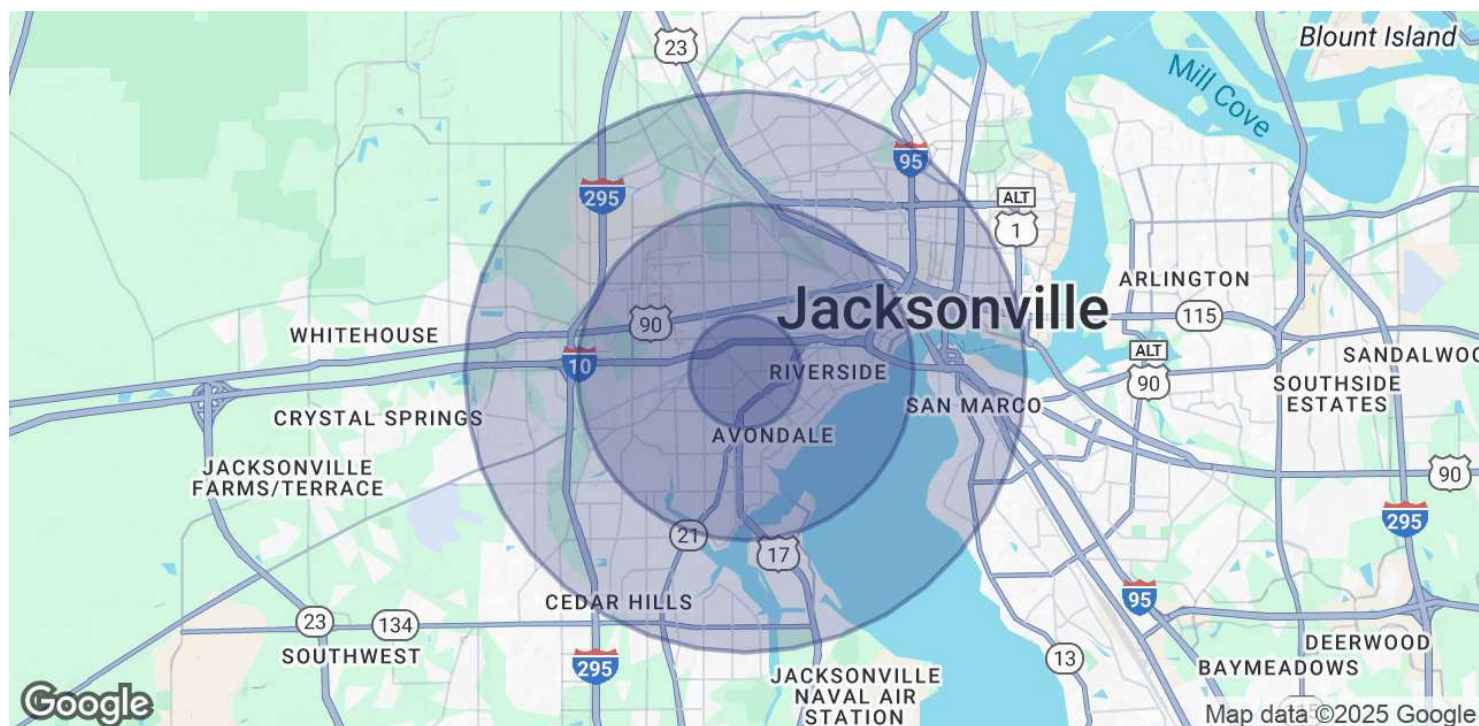 23
Blount Island
Mill Cove
95
295
ALT
1
Jacksonville
ARLINGTON
90
115
WHITEHOUSE
ALT
SANDALWOO
10
RIVERSIDE
90
SOUTHSIDE
ESTATES
CRYSTAL SPRINGS
SAN MARCO
AVONDALE
JACKSONVILLE
FARMS/TERRACE
90
295
21
17
CEDAR HILLS
95
23
134
SOUTHWEST
13
DEERWOOD
BAYMEADOWS
295
JACKSONVILLE
NAVAL AIR
STATION
Google
Map data ©2025 Google